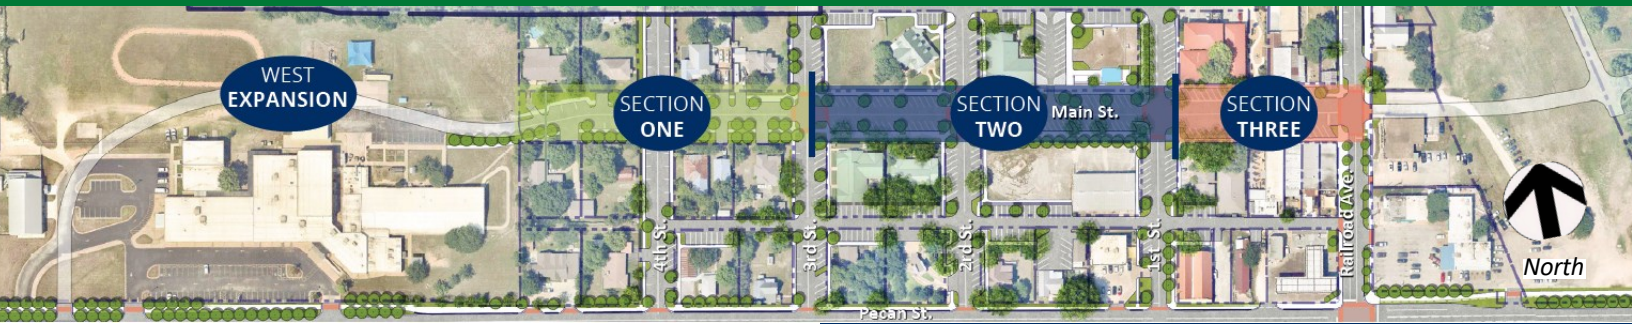 WEST
EXPANSION
SECTION
ONE
SECTION
TWO
Main St.
SECTION
THREE
4th St.
3rd St.
2rd St.
1st St.
Railroad Ave.
North
Pecan St.